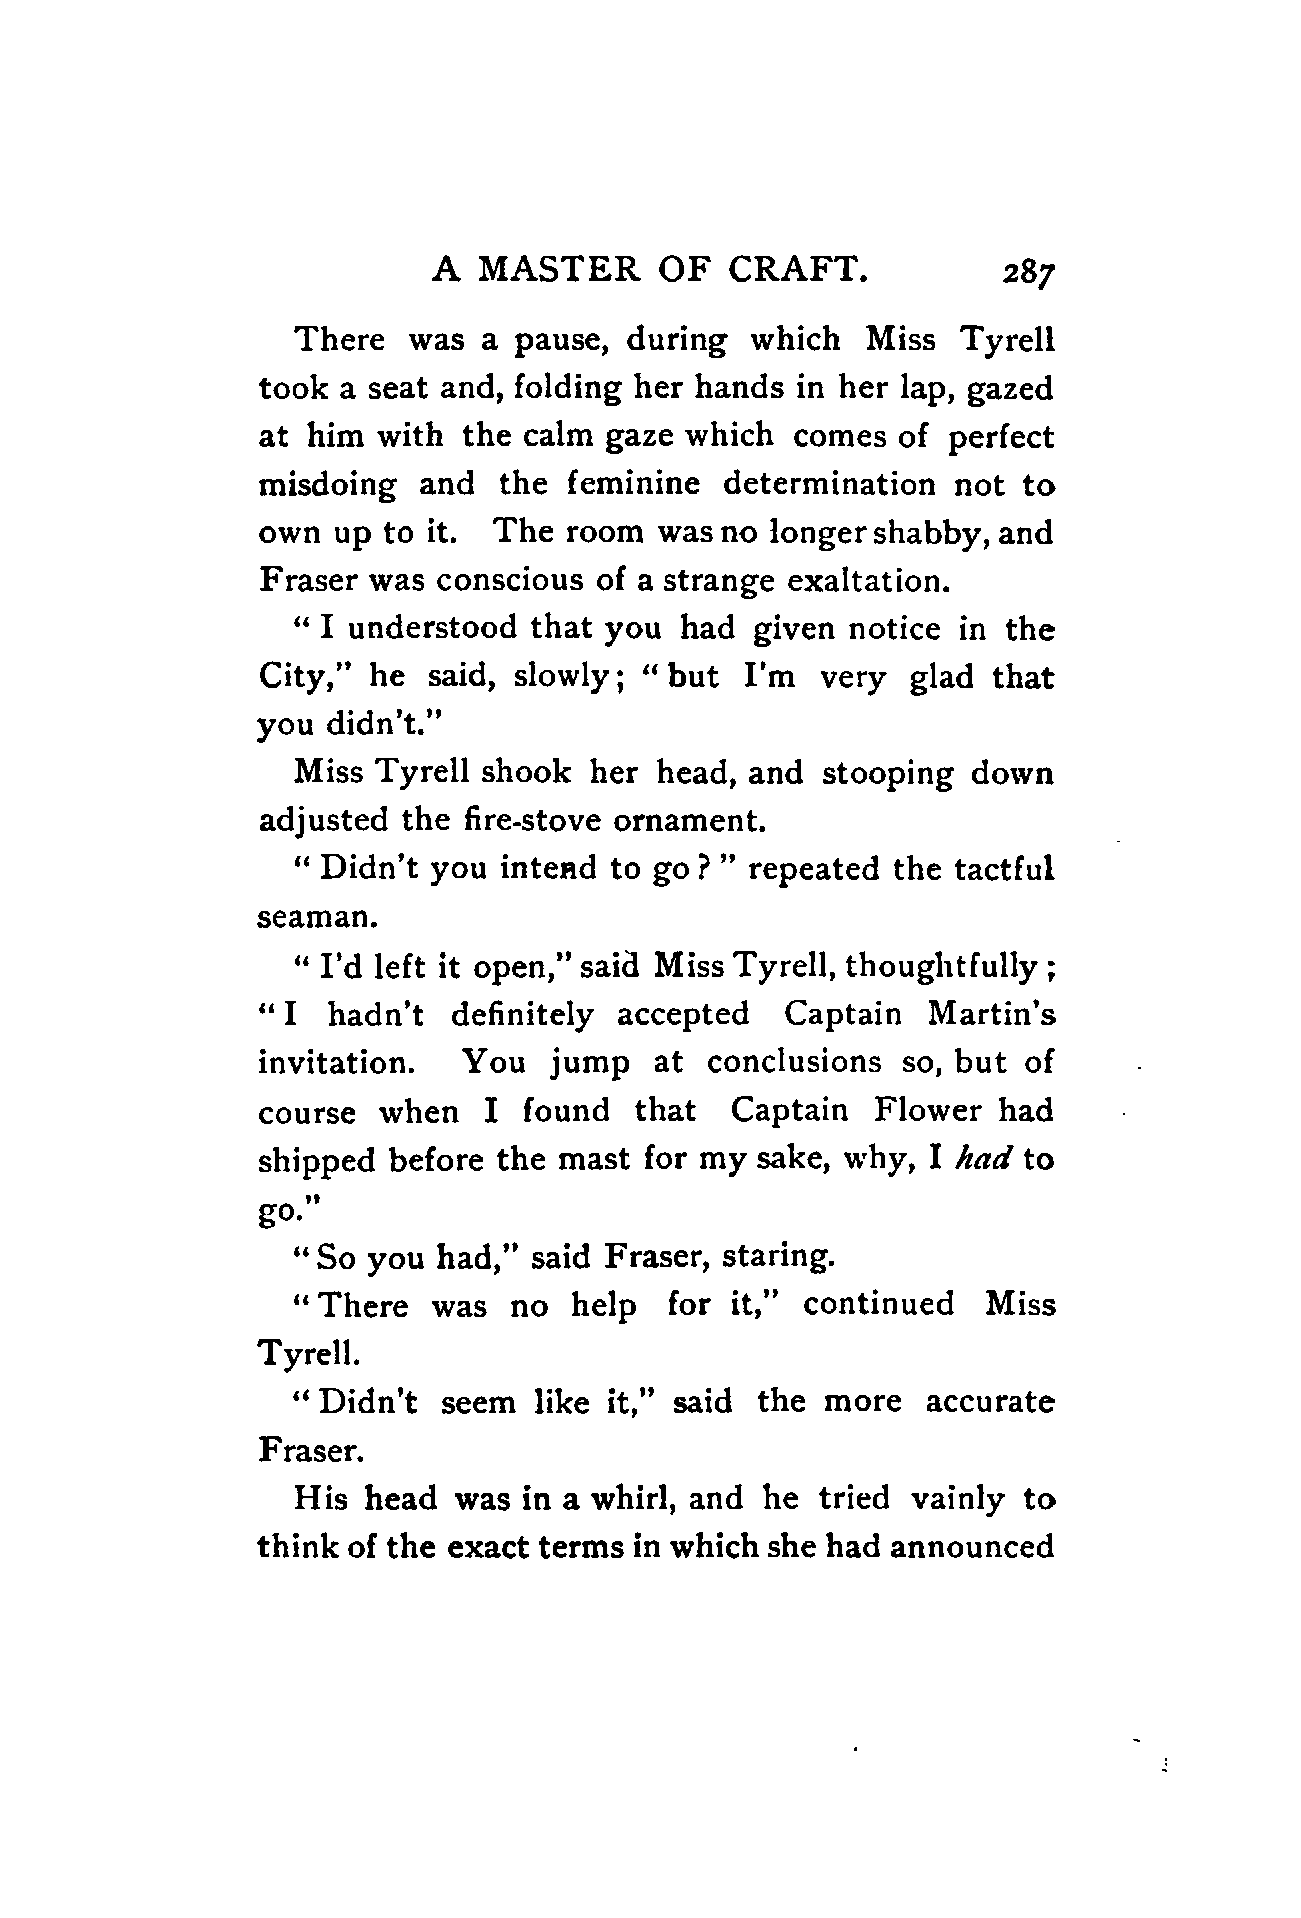 A MASTER OF CRAFT. 287
There was a pause, during which Miss Tyrell
took a seat and, folding her hands in her lap, gazed
at him with the calm gaze which comes of perfect
misdoing and the feminine determination not to
own up to it. The room was no longer shabby, and
Fraser was conscious of a strange exaltation.
" I understood that you had given notice in the
City," he said, slowly; " but I'm very glad that
you didn't."
Miss Tyrell shook her head, and stooping down
adjusted the fire-stove ornament.
" Didn't you intend to go ? " repeated the tactful
seaman.
" I'd left it open," said Miss Tyrell, thoughtfully ;
" I hadn't definitely accepted Captain Martin's
invitation. You jump at conclusions so, but of
course when I found that Captain Flower had
shipped before the mast for my sake, why, I had to
go."
" So you had," said Fraser, staring.
" There was no help for it," continued Miss
Tyrell.
" Didn't seem like it," said the more accurate
Fraser.
His head was in a whirl, and he tried vainly to
think of the exact terms in which she had announced